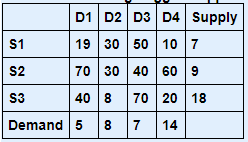 D1 D2 D3 D4 Supply
S1 19 30 50 10 7
S2 70 30 40 60 9
S3 40 8 70 20 18
Demand 5 8 7 14